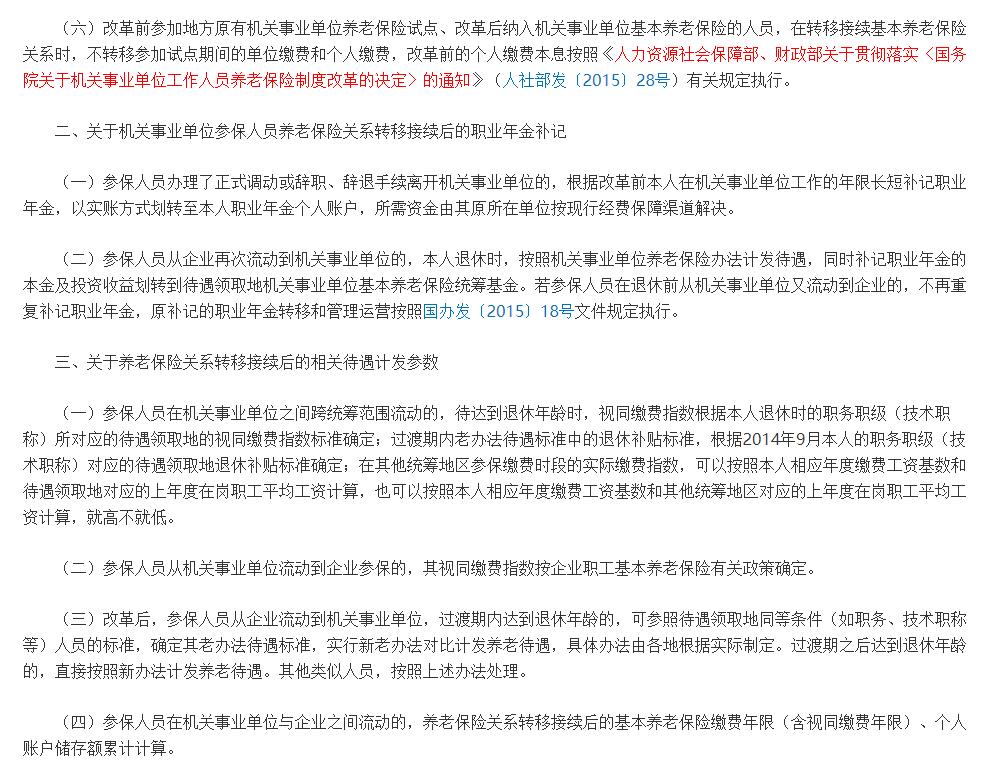 （六）改革前参加地方原有机关事业单位养老保险试点、改革后纳入机关事业单位基本养老保险的人员，在转移接续基本养老保险
关系时，不转移参加试点期间的单位缴费和个人缴费，改革前的个人缴费本息按照《人力资源社会保障部、财政部关于贯彻落实〈国务
院关于机关事业单位工作人员养老保险制度改革的决定〉的通知》（人社部发〔2015〕28号）有关规定执行。
二、关于机关事业单位参保人员养老保险关系转移接续后的职业年金补记
（一）参保人员办理了正式调动或辞职、辞退手续离开机关事业单位的，根据改革前本人在机关事业单位工作的年限长短补记职业
年金，以实账方式划转至本人职业年金个人账户，所需资金由其原所在单位按现行经费保障渠道解决。
（二）参保人员从企业再次流动到机关事业单位的，本人退休时，按照机关事业单位养老保险办法计发待遇，同时补记职业年金的
本金及投资收益划转到待遇领取地机关事业单位基本养老保险统筹基金。若参保人员在退休前从机关事业单位又流动到企业的，不再重
复补记职业年金，原补记的职业年金转移和管理运营按照国办发〔2015〕18号文件规定执行。
三、关于养老保险关系转移接续后的相关待遇计发参数
（一）参保人员在机关事业单位之间跨统筹范围流动的，待达到退休年龄时，视同缴费指数根据本人退休时的职务职级（技术职
称）所对应的待遇领取地的视同缴费指数标准确定；过渡期内老办法待遇标准中的退休补贴标准，根据2014年9月本人的职务职级（技
术职称）对应的待遇领取地退休补贴标准确定；在其他统筹地区参保缴费时段的实际缴费指数，可以按照本人相应年度缴费工资基数和
待遇领取地对应的上年度在岗职工平均工资计算，也可以按照本人相应年度缴费工资基数和其他统筹地区对应的上年度在岗职工平均工
资计算，就高不就低。
（二）参保人员从机关事业单位流动到企业参保的，其视同缴费指数按企业职工基本养老保险有关政策确定。
（三）改革后，参保人员从企业流动到机关事业单位，过渡期内达到退休年龄的，可参照待遇领取地同等条件（如职务、技术职称
等）人员的标准，确定其老办法待遇标准，实行新老办法对比计发养老待遇，具体办法由各地根据实际制定。过渡期之后达到退休年龄
的，直接按照新办法计发养老待遇。其他类似人员，按照上述办法处理。
（四）参保人员在机关事业单位与企业之间流动的，养老保险关系转移接续后的基本养老保险缴费年限（含视同缴费年限）、个人
账户储存额累计计算。